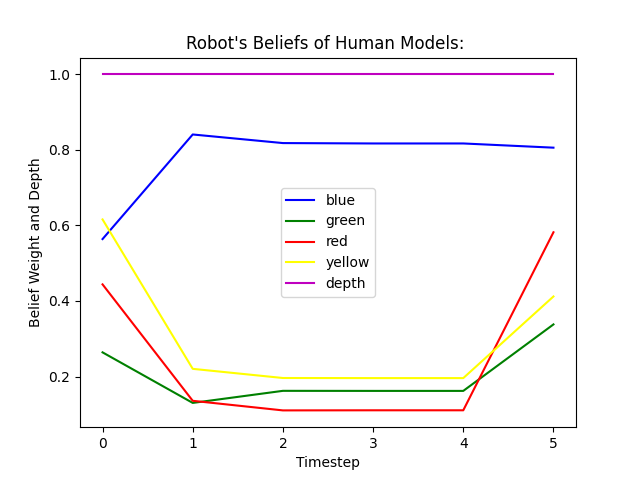 Robot's Beliefs of Human Models:
Belief Weight and Depth
1.0
0.8
0.6
0.4
0.2
blue
green
red
yellow
depth
0 1 2 3 4 5
Timestep